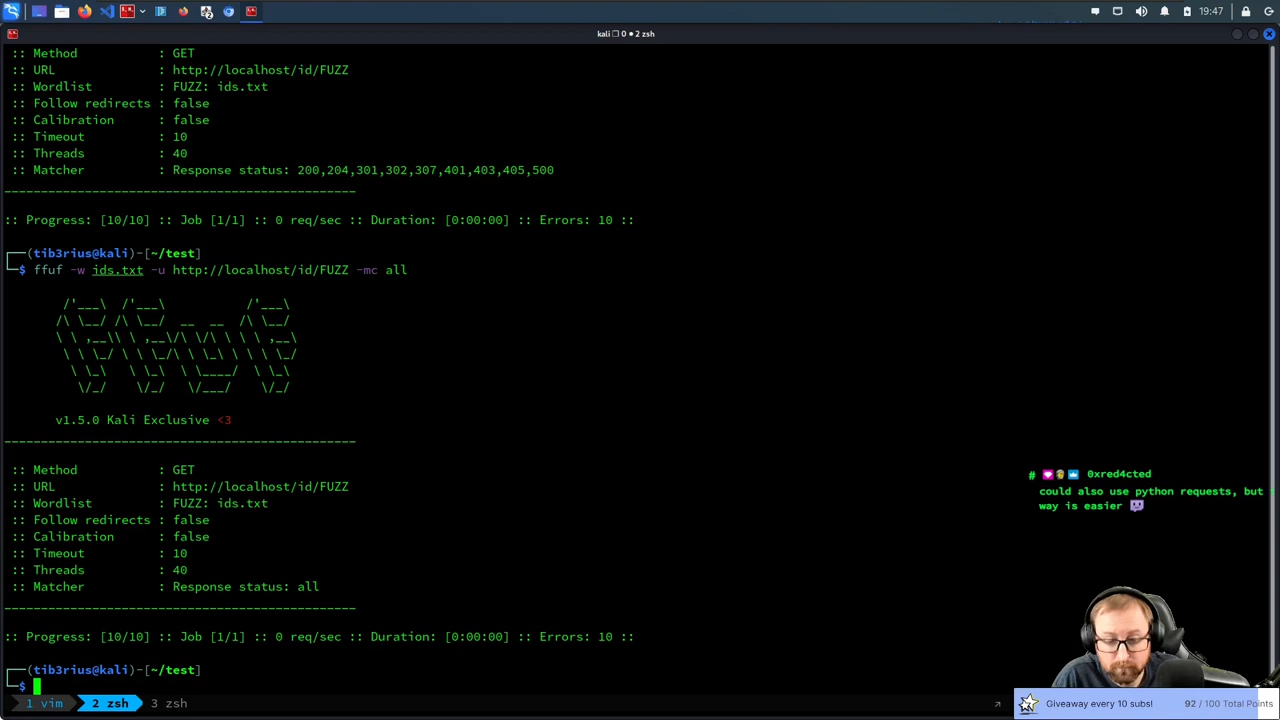 19:47
kali ❐ 0 ● 2 zsh
:: Method           : GET
:: URL              : http://localhost/id/FUZZ
:: Wordlist         : FUZZ: ids.txt
:: Follow redirects : false
:: Calibration      : false
:: Timeout          : 10
:: Threads          : 40
:: Matcher          : Response status: 200,204,301,302,307,401,403,405,500
:: Progress: [10/10] :: Job [1/1] :: 0 req/sec :: Duration: [0:00:00] :: Errors: 10 ::
┌──(tib3rius@kali)-[~/test]
└─$ ffuf -w ids.txt -u http://localhost/id/FUZZ -mc all
v1.5.0 Kali Exclusive <3
:: Method           : GET
:: URL              : http://localhost/id/FUZZ
:: Wordlist         : FUZZ: ids.txt
:: Follow redirects : false
:: Calibration      : false
:: Timeout          : 10
:: Threads          : 40
:: Matcher          : Response status: all
:: Progress: [10/10] :: Job [1/1] :: 0 req/sec :: Duration: [0:00:00] :: Errors: 10 ::
┌──(tib3rius@kali)-[~/test]
└─$
# 0xred4cted
could also use python requests, but
way is easier
1 vim 2 zsh 3 zsh
Giveaway every 10 subs! 92 / 100 Total Points